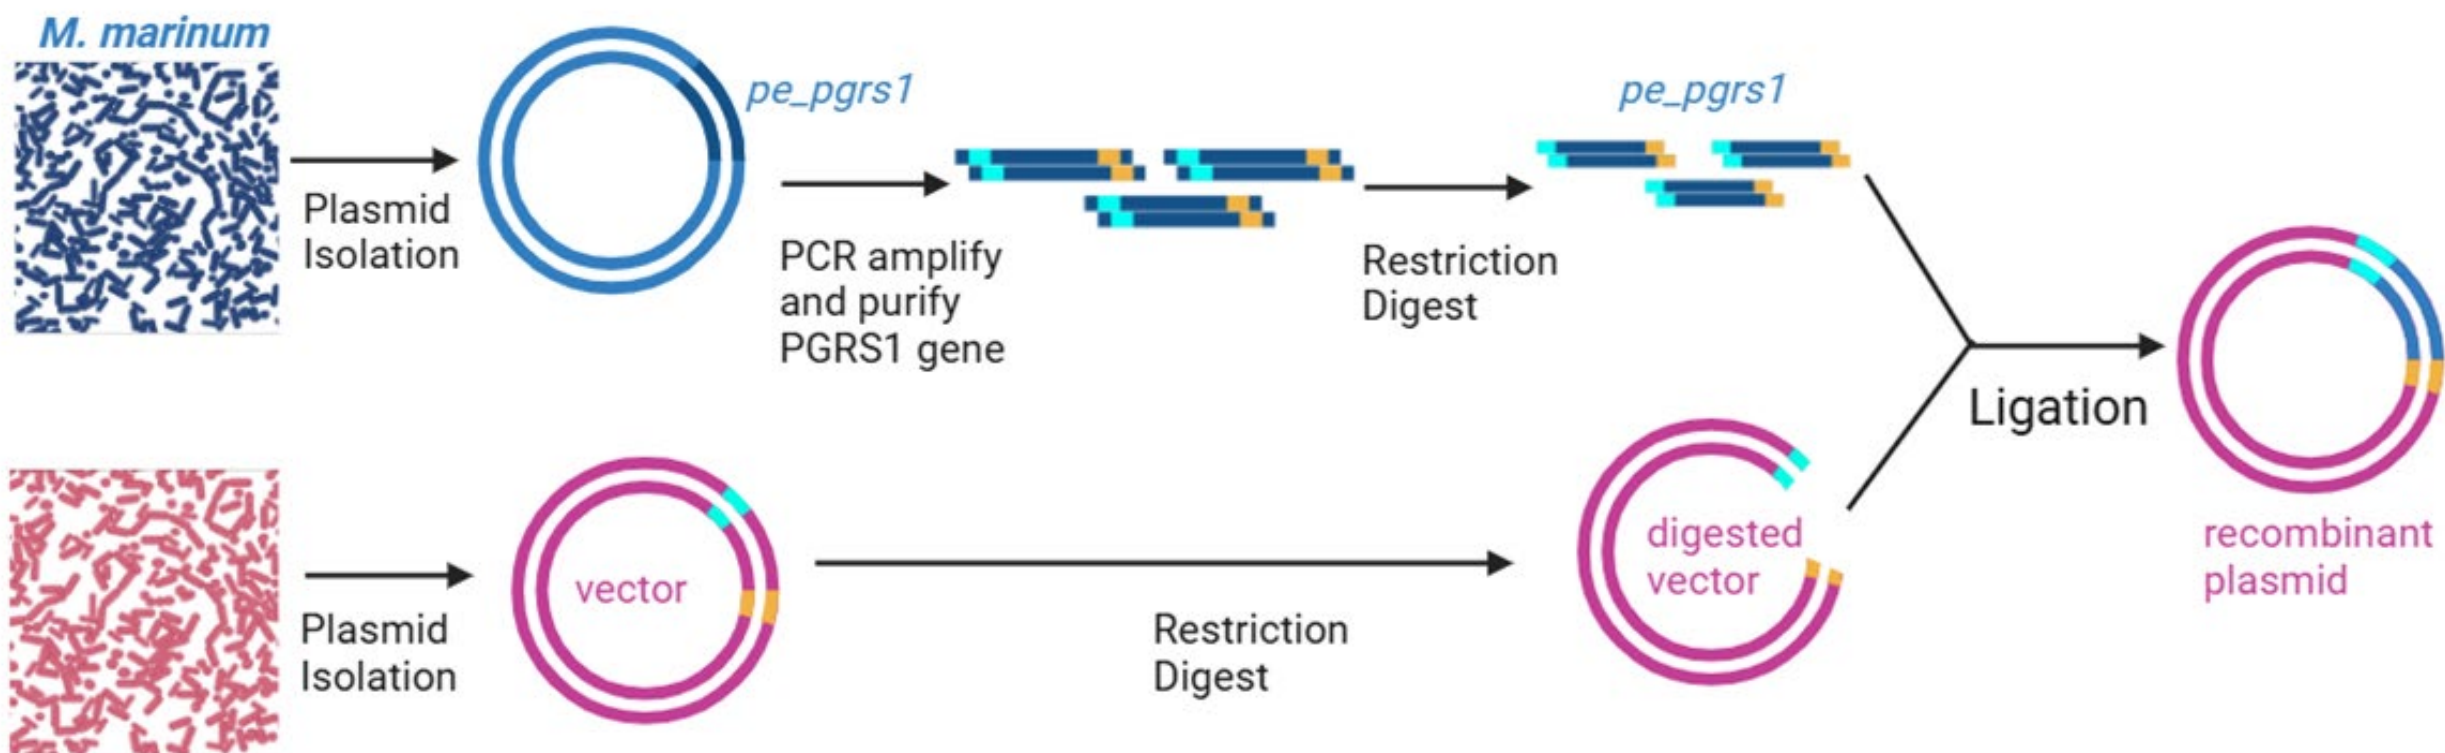 M. marinum
Plasmid
Isolation
pe_pgrs1
PCR amplify
and purify
PGRS1 gene
Restriction
Digest
pe_pgrs1
Plasmid
Isolation
vector
Restriction
Digest
digested
vector
Ligation
recombinant
plasmid